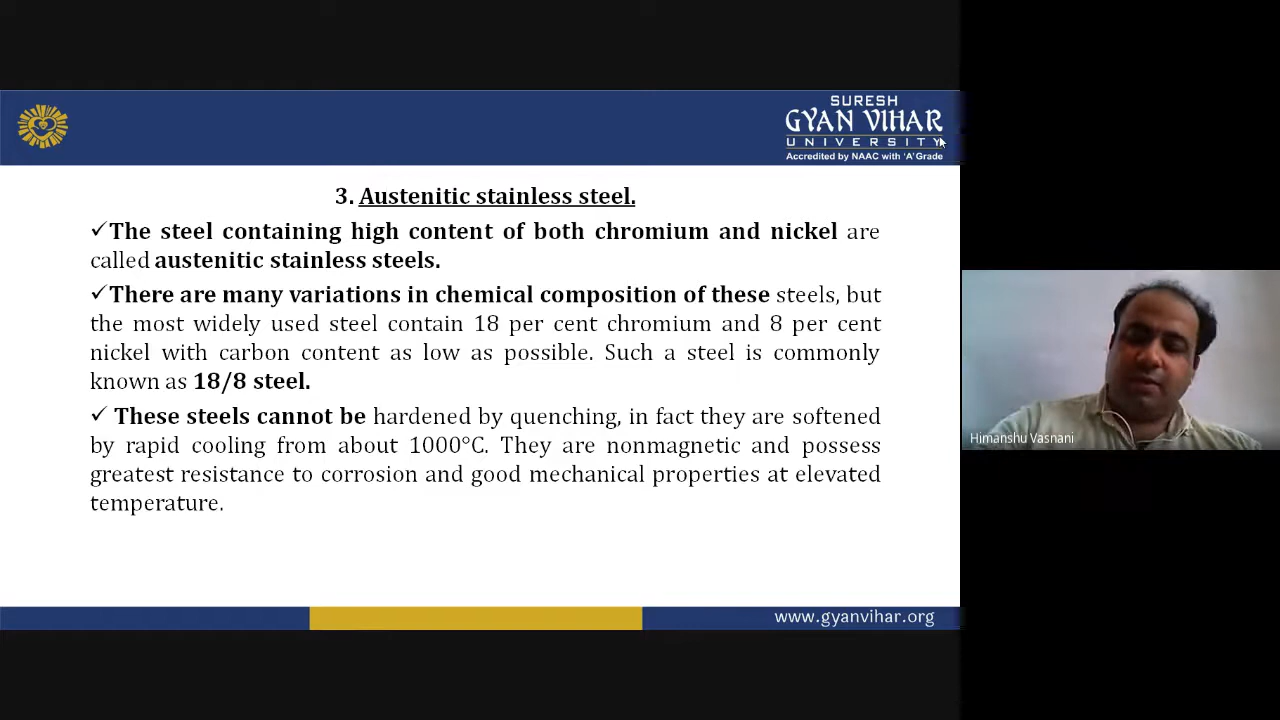 SURESH
GYAN VIHAR
UNIVERSITY
Accredited by NAAC with 'A' Grade
3. Austenitic stainless steel.
✓The steel containing high content of both chromium and nickel are
called austenitic stainless steels.
✓There are many variations in chemical composition of these steels, but
the most widely used steel contain 18 per cent chromium and 8 per cent
nickel with carbon content as low as possible. Such a steel is commonly
known as 18/8 steel.
✓ These steels cannot be hardened by quenching, in fact they are softened
by rapid cooling from about 1000°C. They are nonmagnetic and possess
greatest resistance to corrosion and good mechanical properties at elevated
temperature.
Himanshu Vasnani
www.gyanvihar.org